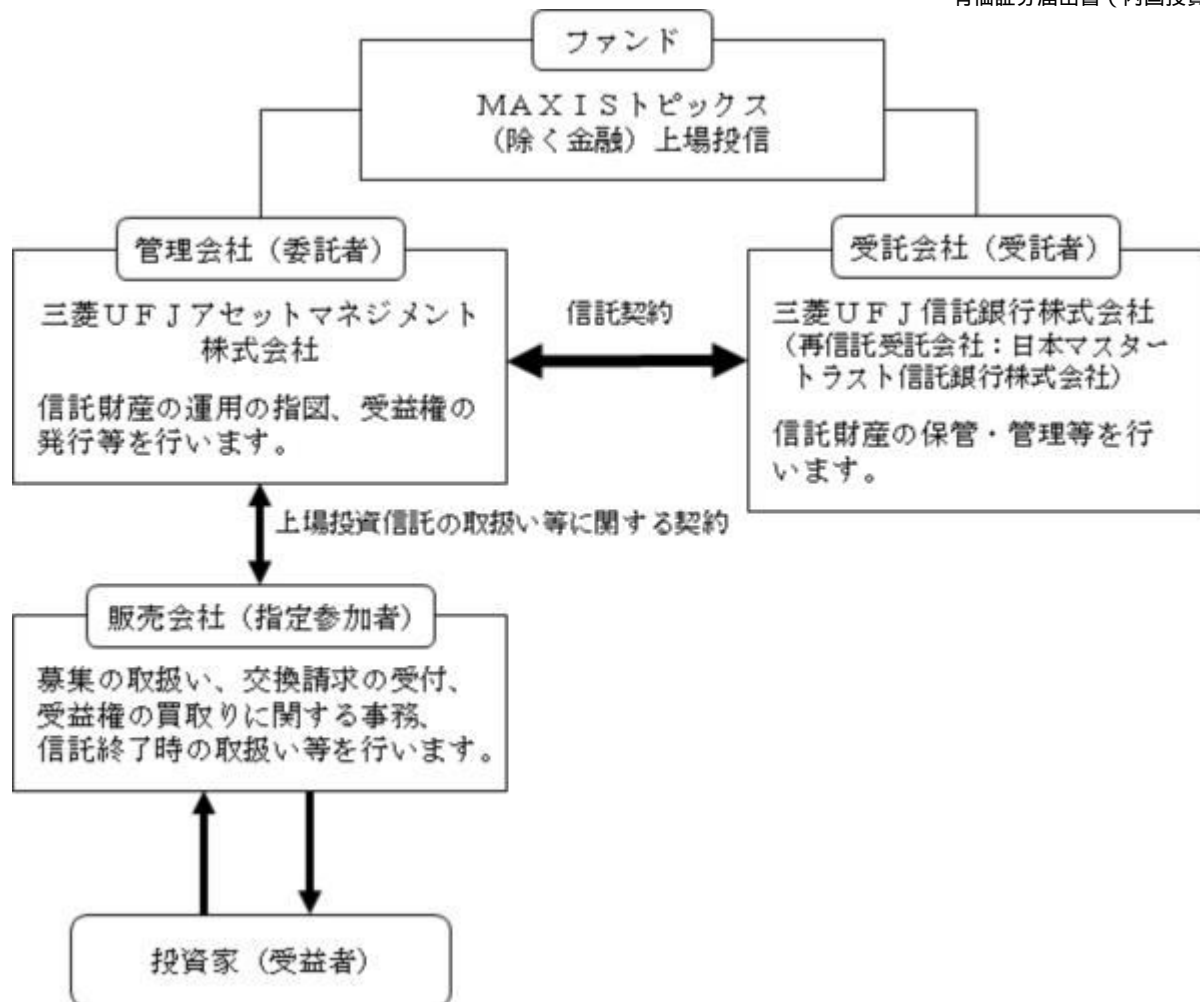 ファンド
MAXISトピックス
（除く金融）上場投信
管理会社（委託者）
三菱UFJアセットマネジメント
株式会社
信託財産の運用の指図、受益権の
発行等を行います。
信託契約
受託会社（受託者）
三菱UFJ信託銀行株式会社
（再信託受託会社：日本マスター
トラスト信託銀行株式会社）
信託財産の保管・管理等を行
います。
上場投資信託の取扱い等に関する契約
販売会社（指定参加者）
募集の取扱い、交換請求の受付、
受益権の買取りに関する事務、
信託終了時の取扱い等を行います。
投資家（受益者）